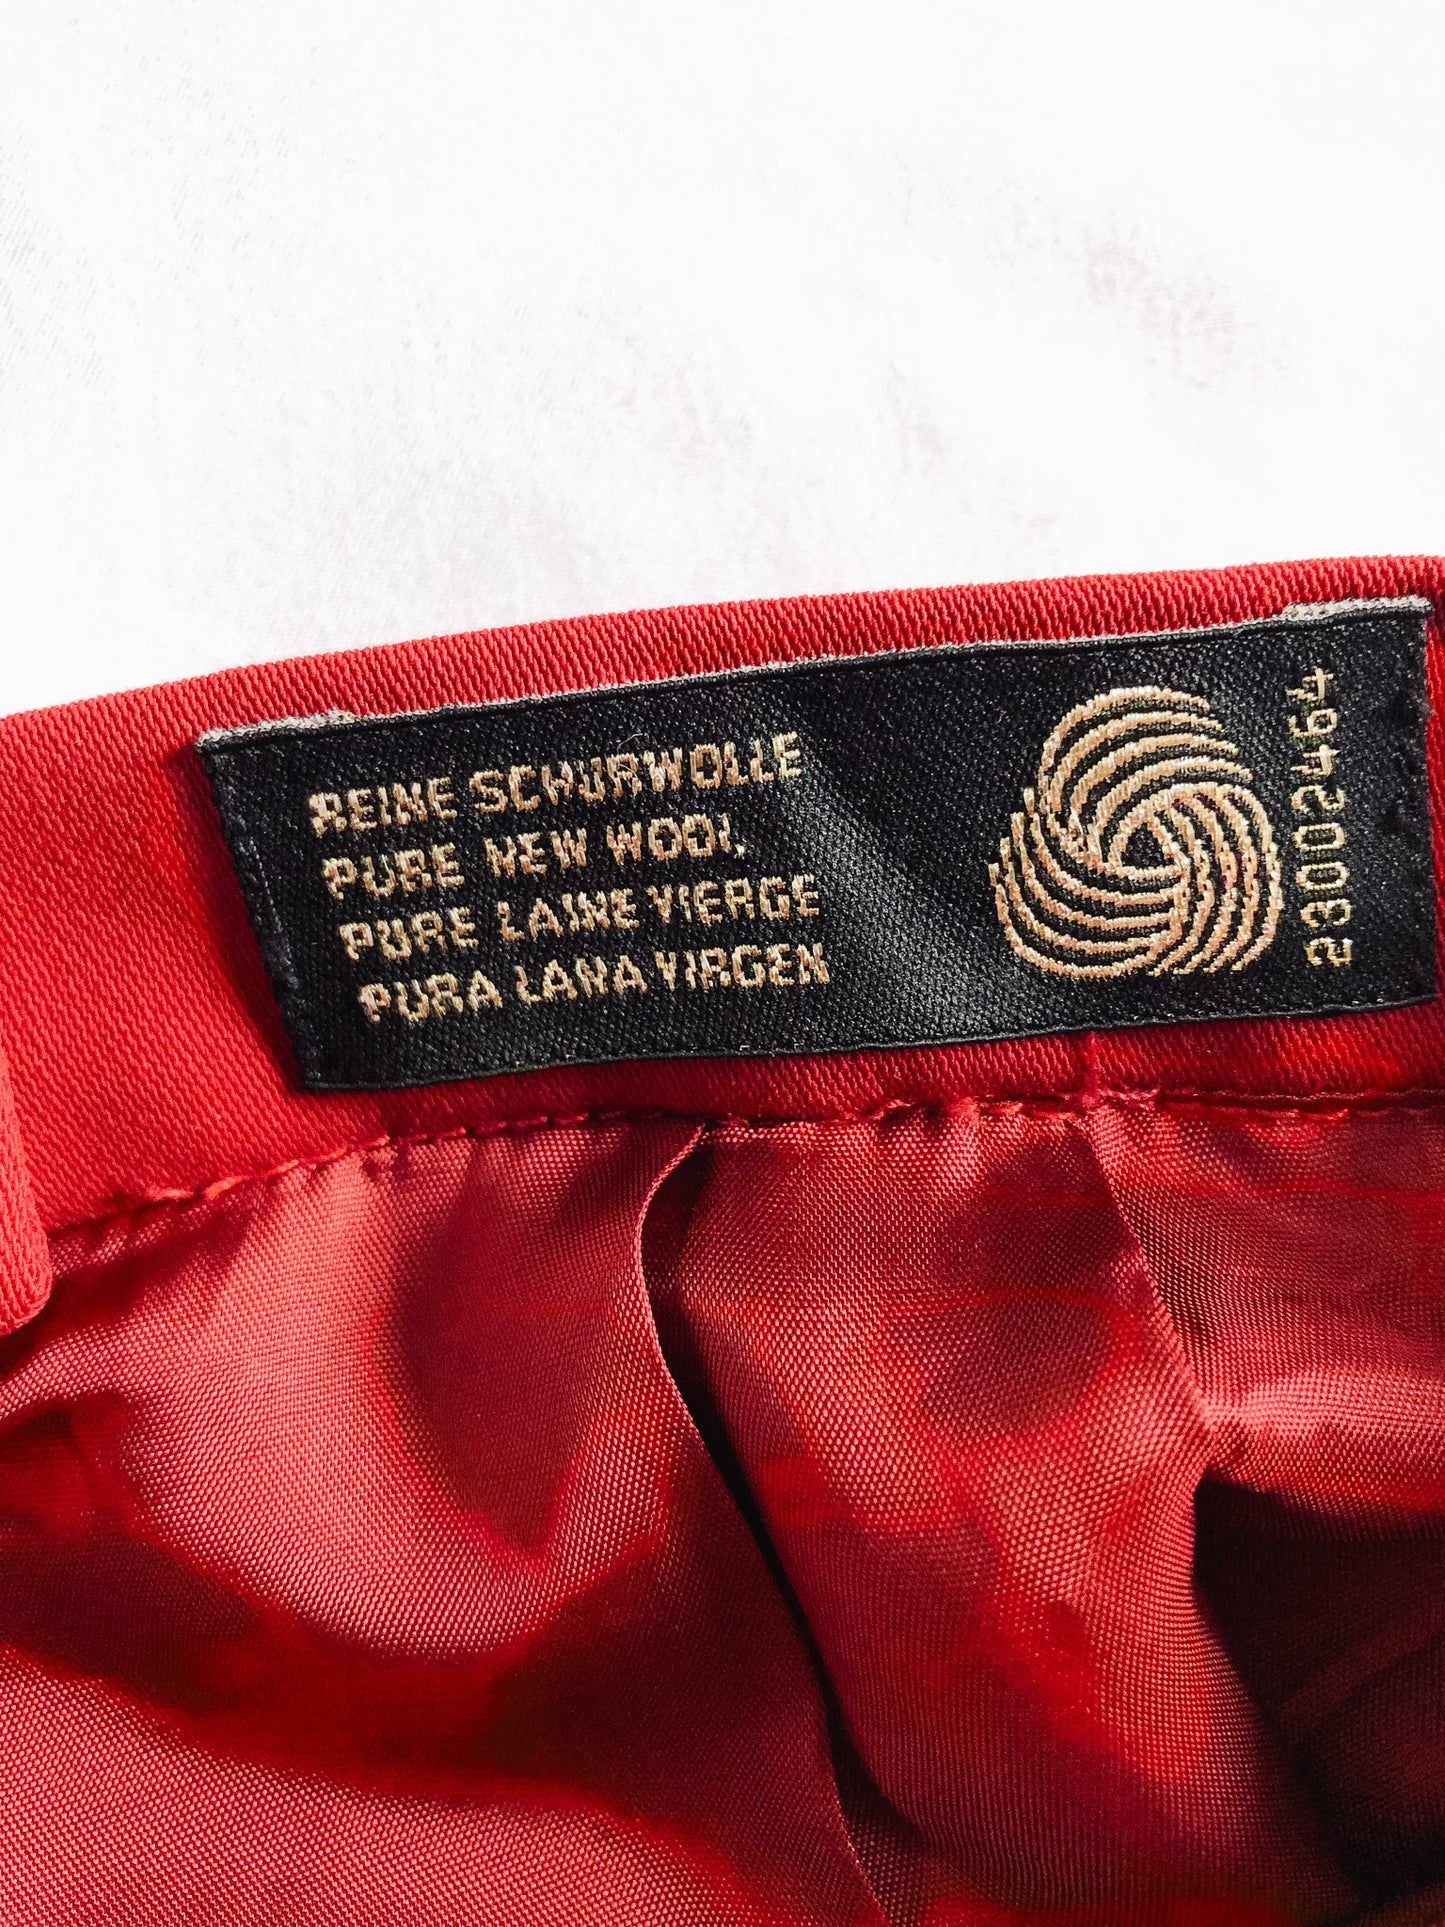 REINE SCHURWOLLE
PURE NEW WOOL
PURE LAINE VIERGE
PURA LANA VIRGEN
23002464